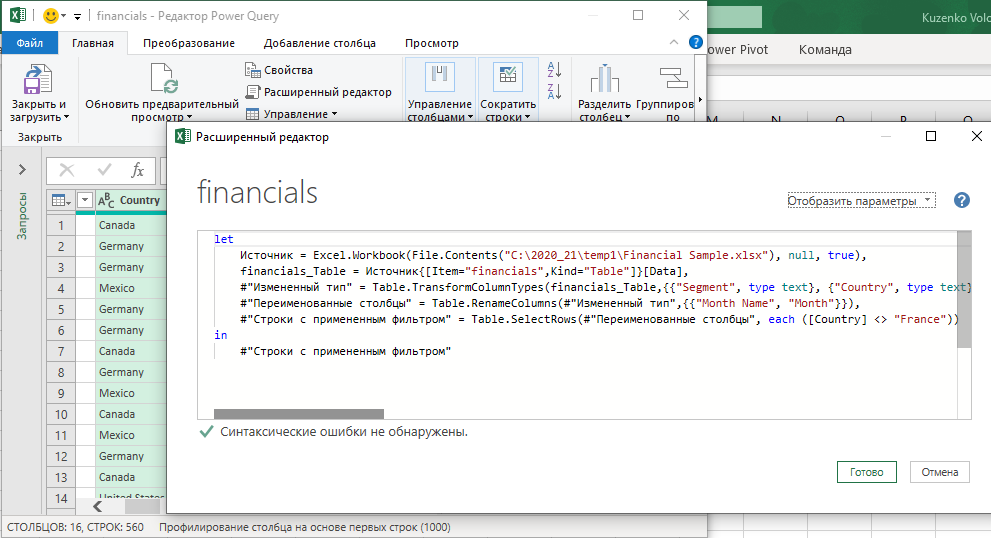 financials - Редактор Power Query
Kuzenko Volo
Файл Главная Преобразование Добавление столбца Просмотр
ower Pivot Команда
Закрыть и загрузить
Закрыть
Обновить предварительный просмотр
Свойства
Расширенный редактор
Управление
Управление столбцами
Сократить строки
Разделить столбец
Группиров по
Расширенный редактор
Запросы
fx
ABC Country
1 Canada
2 Germany
3 Germany
4 Mexico
5 Germany
6 Germany
7 Canada
8 Germany
9 Mexico
10 Canada
11 Mexico
12 Germany
13 Canada
14 United States
financials
Отобразить параметры
let
Источник = Excel.Workbook(File.Contents("C:\2020_21\temp1\Financial Sample.xlsx"), null, true),
financials_Table = Источник{[Item="financials",Kind="Table"]}[Data],
#"Измененный тип" = Table.TransformColumnTypes(financials_Table,{{"Segment", type text}, {"Country", type text}
#"Переименованные столбцы" = Table.RenameColumns(#"Измененный тип",{{"Month Name", "Month"}}),
#"Строки с примененным фильтром" = Table.SelectRows(#"Переименованные столбцы", each ([Country] <> "France"))
in
#"Строки с примененным фильтром"
Синтаксические ошибки не обнаружены.
Готово Отмена
СТОЛБЦОВ: 16, СТРОК: 560 Профилирование столбца на основе первых строк (1000)